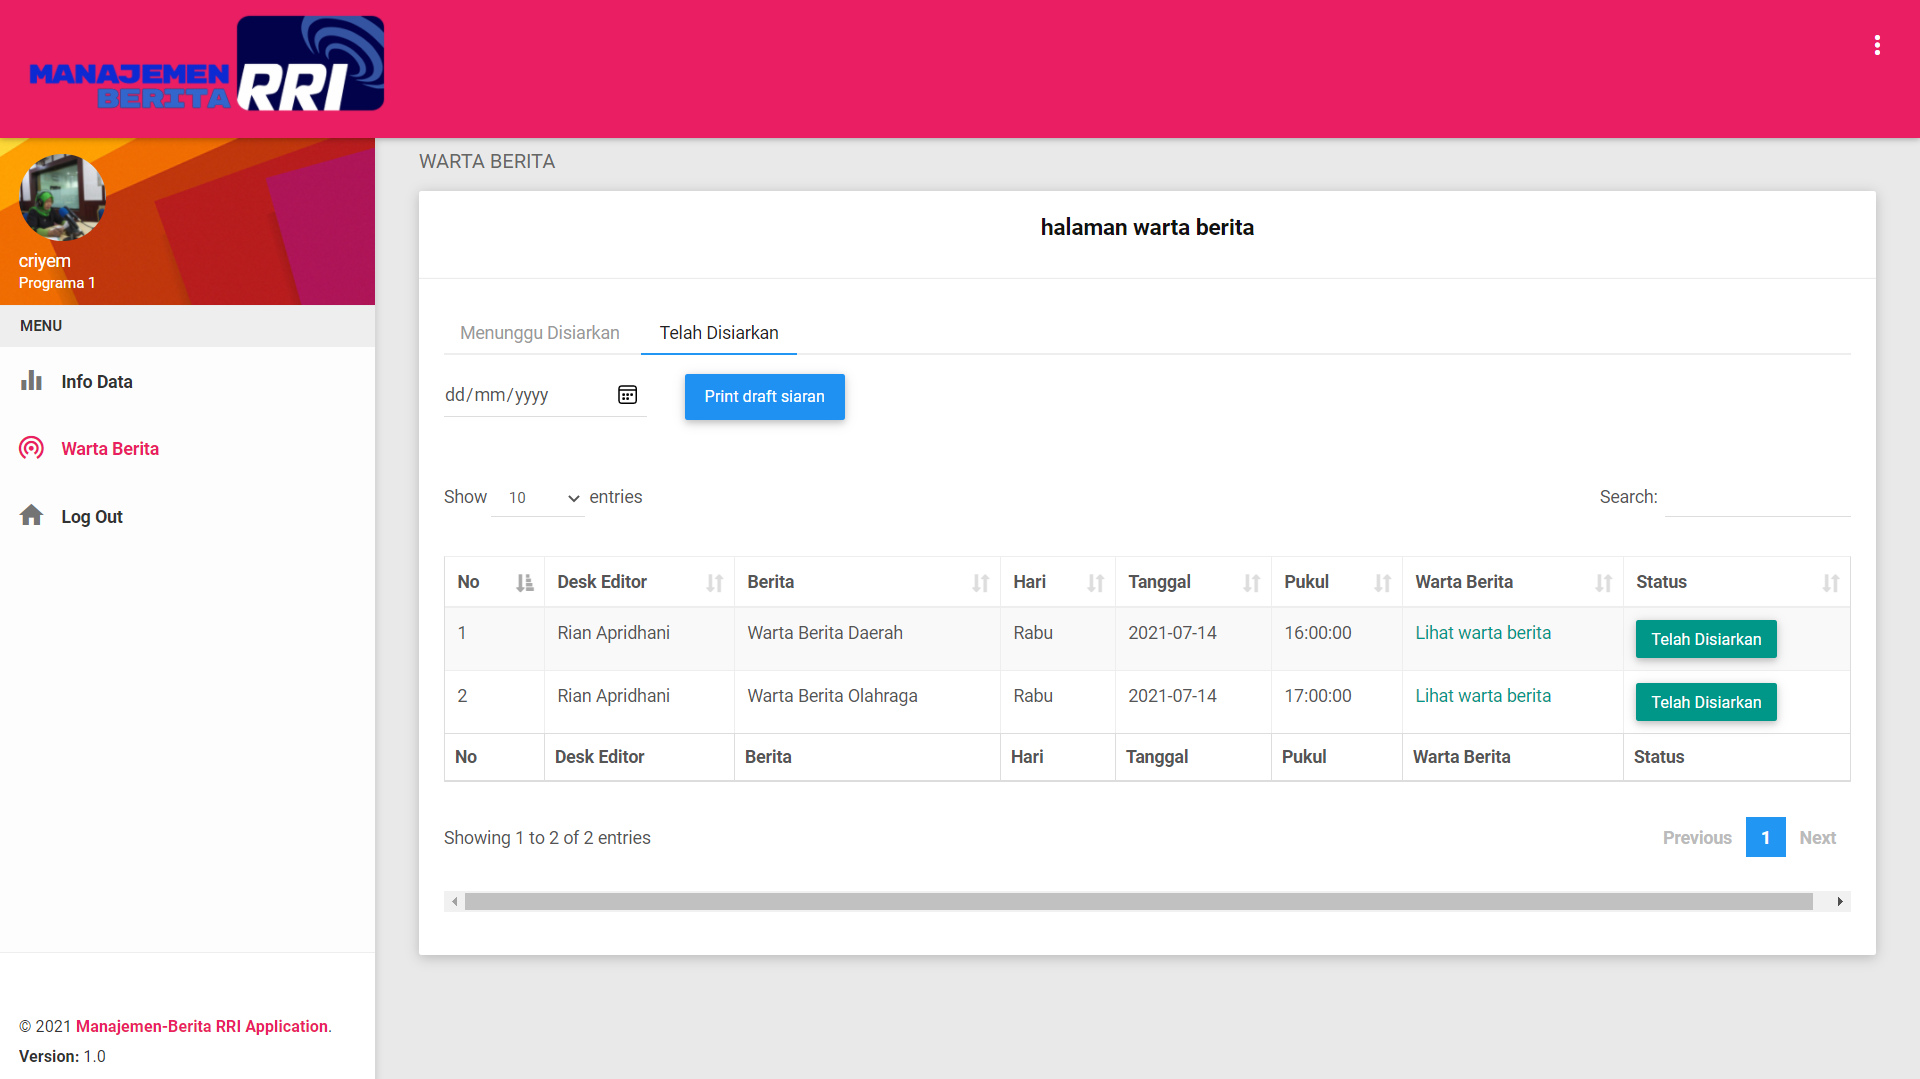 MANAJEMEN
BERITA
RRI
criyem
Programa 1
MENU
Info Data
Warta Berita
Log Out
© 2021 Manajemen-Berita RRI Application.
Version: 1.0
WARTA BERITA
halaman warta berita
Menunggu Disiarkan Telah Disiarkan
dd/mm/yyyy Print draft siaran
Show 10 entries Search:
No Desk Editor Berita Hari Tanggal Pukul Warta Berita Status
1 Rian Apridhani Warta Berita Daerah Rabu 2021-07-14 16:00:00 Lihat warta berita Telah Disiarkan
2 Rian Apridhani Warta Berita Olahraga Rabu 2021-07-14 17:00:00 Lihat warta berita Telah Disiarkan
No Desk Editor Berita Hari Tanggal Pukul Warta Berita Status
Showing 1 to 2 of 2 entries Previous 1 Next